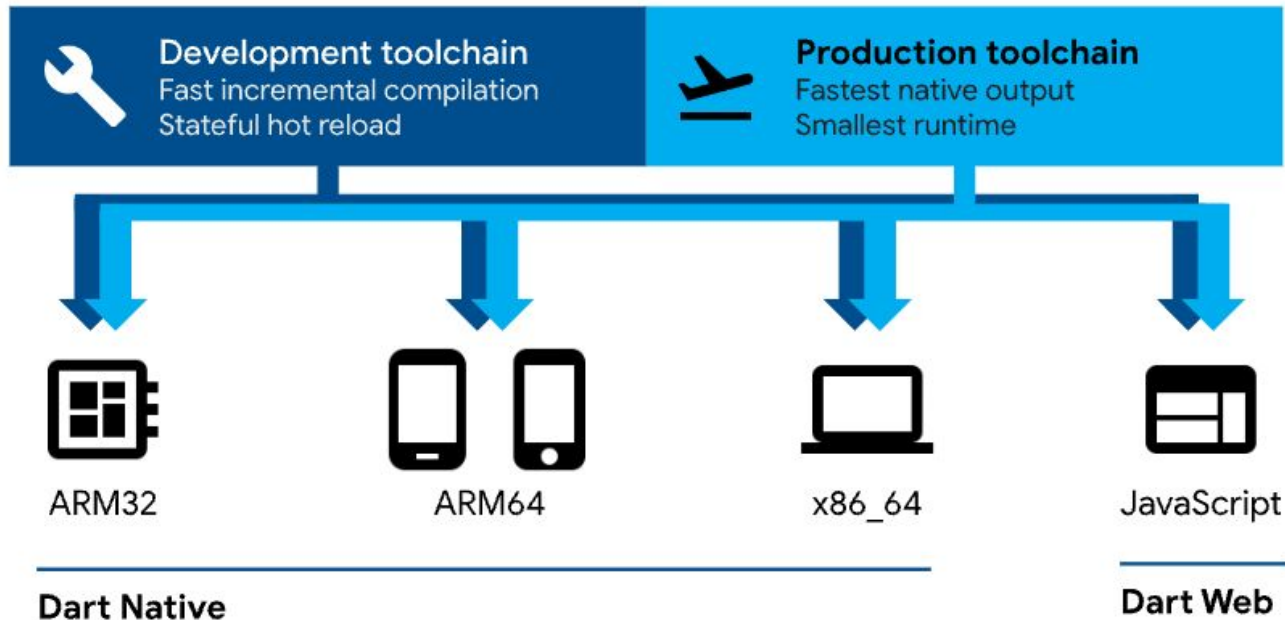 Development toolchain
Fast incremental compilation
Stateful hot reload
Production toolchain
Fastest native output
Smallest runtime
ARM32
ARM64
x86_64
JavaScript
Dart Native
Dart Web